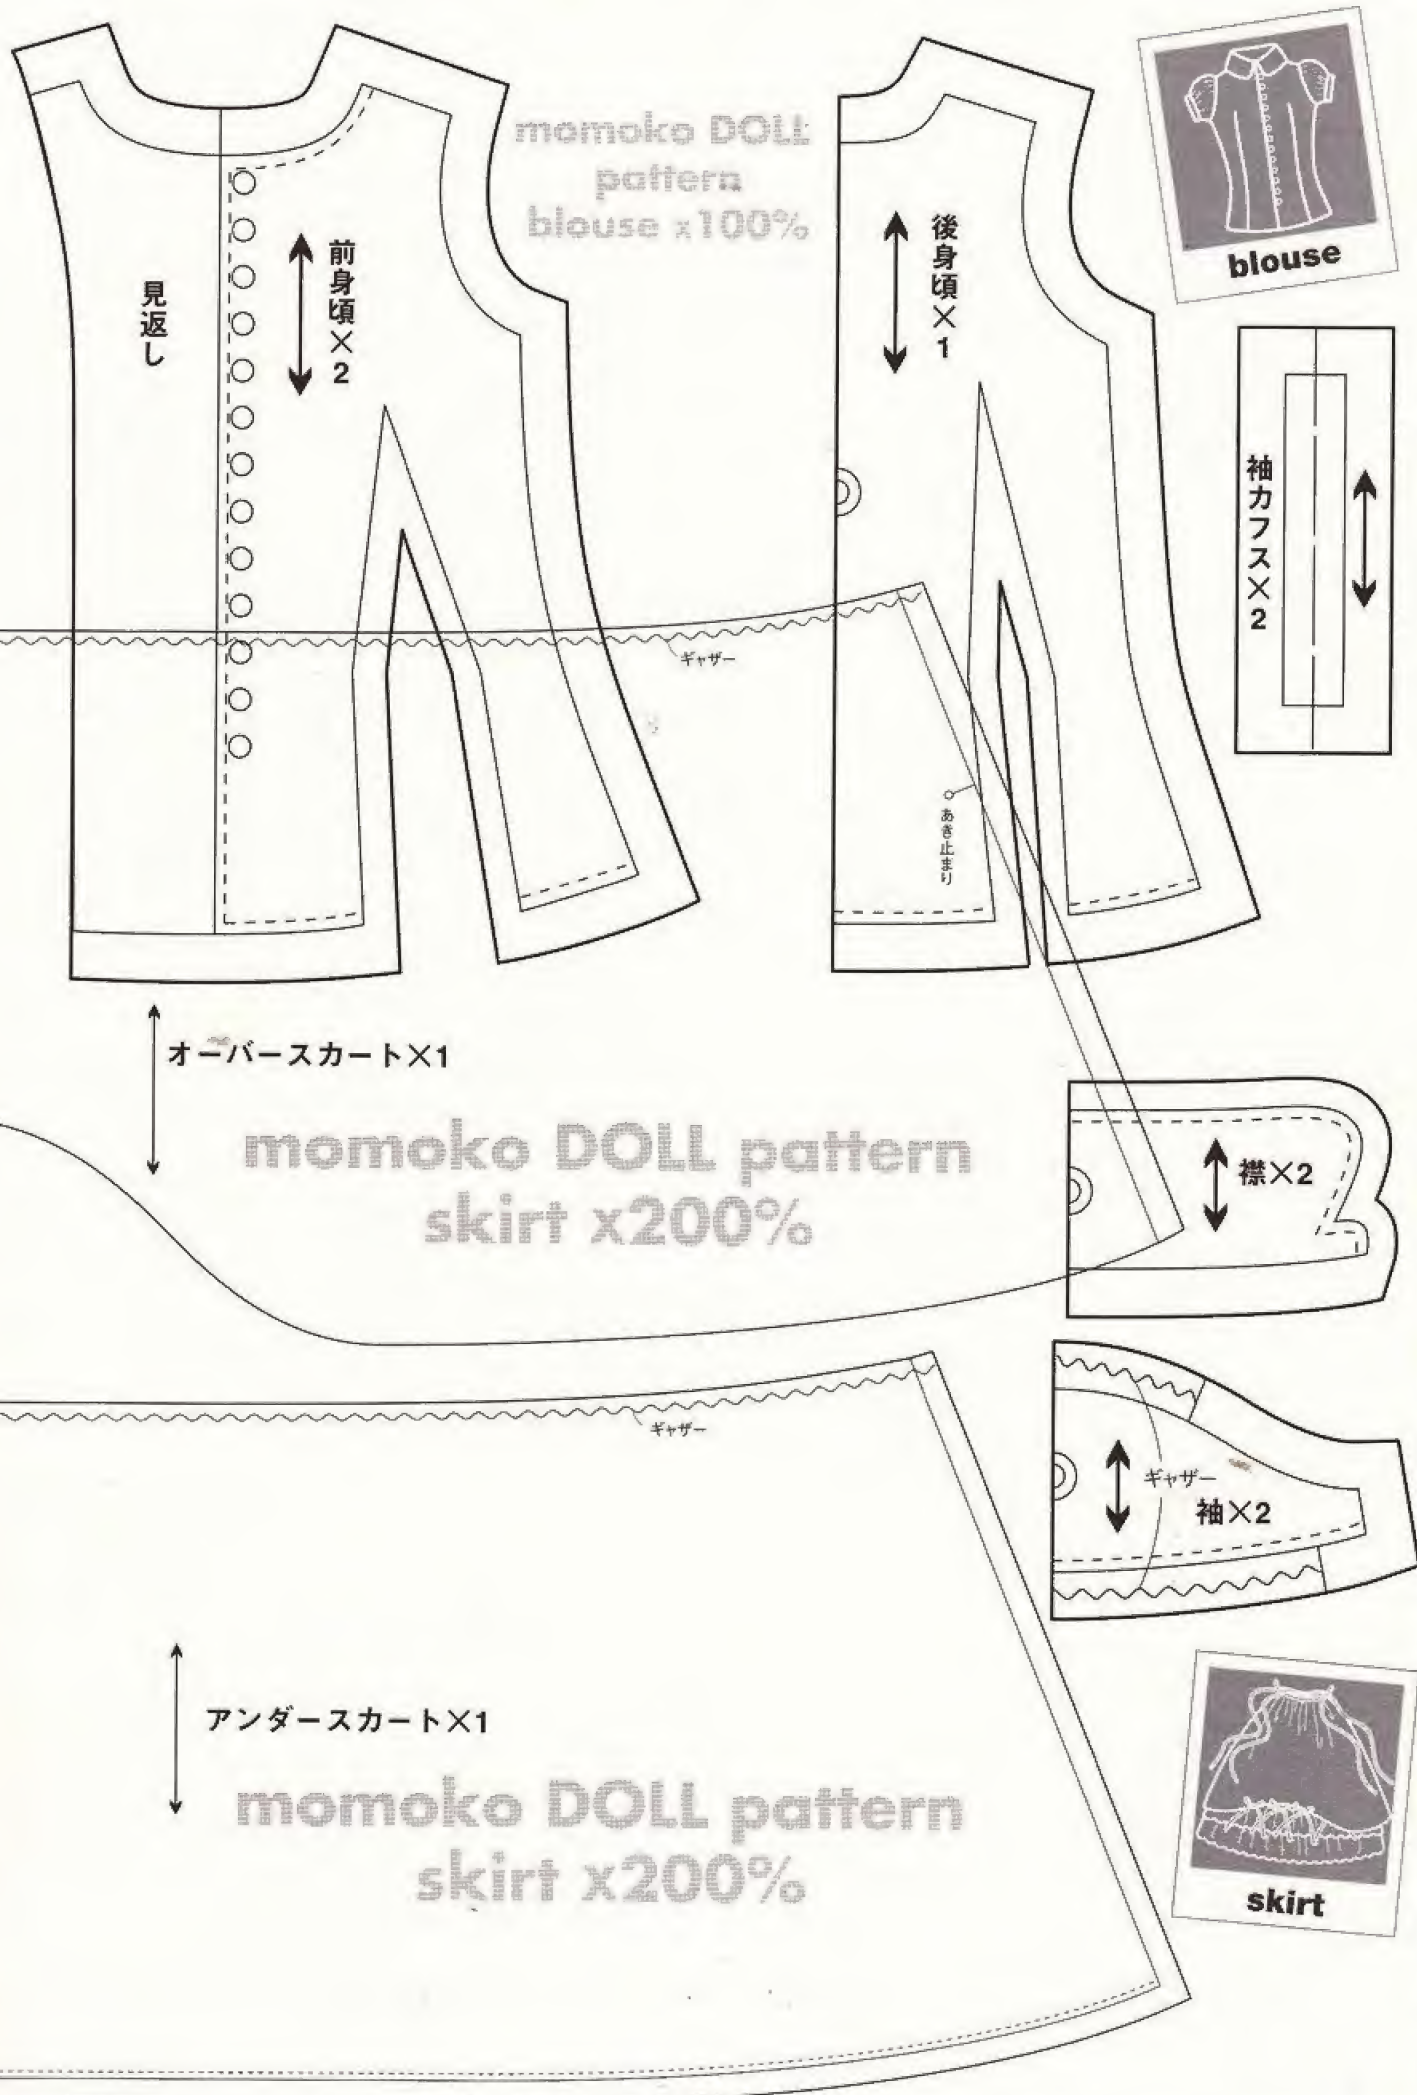 momoko DOLL
pattern
blouse x100%
見返し
前身頃×2
後身頃×1
blouse
袖カフス×2
ギャザー
あき止まり
オーバースカート×1
momoko DOLL pattern
skirt x200%
襟×2
ギャザー
ギャザー
袖×2
アンダースカート×1
momoko DOLL pattern
skirt x200%
skirt